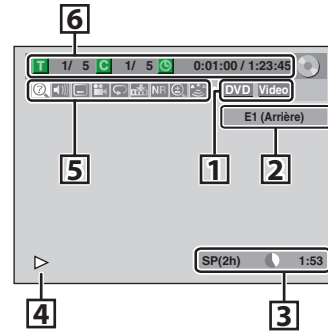 6
T 1/ 5 C 1/ 5 0:01:00 / 1:23:45
NR DVD Video
5 1 E1 (Arrière)
2
SP(2h) 1:53
4 3